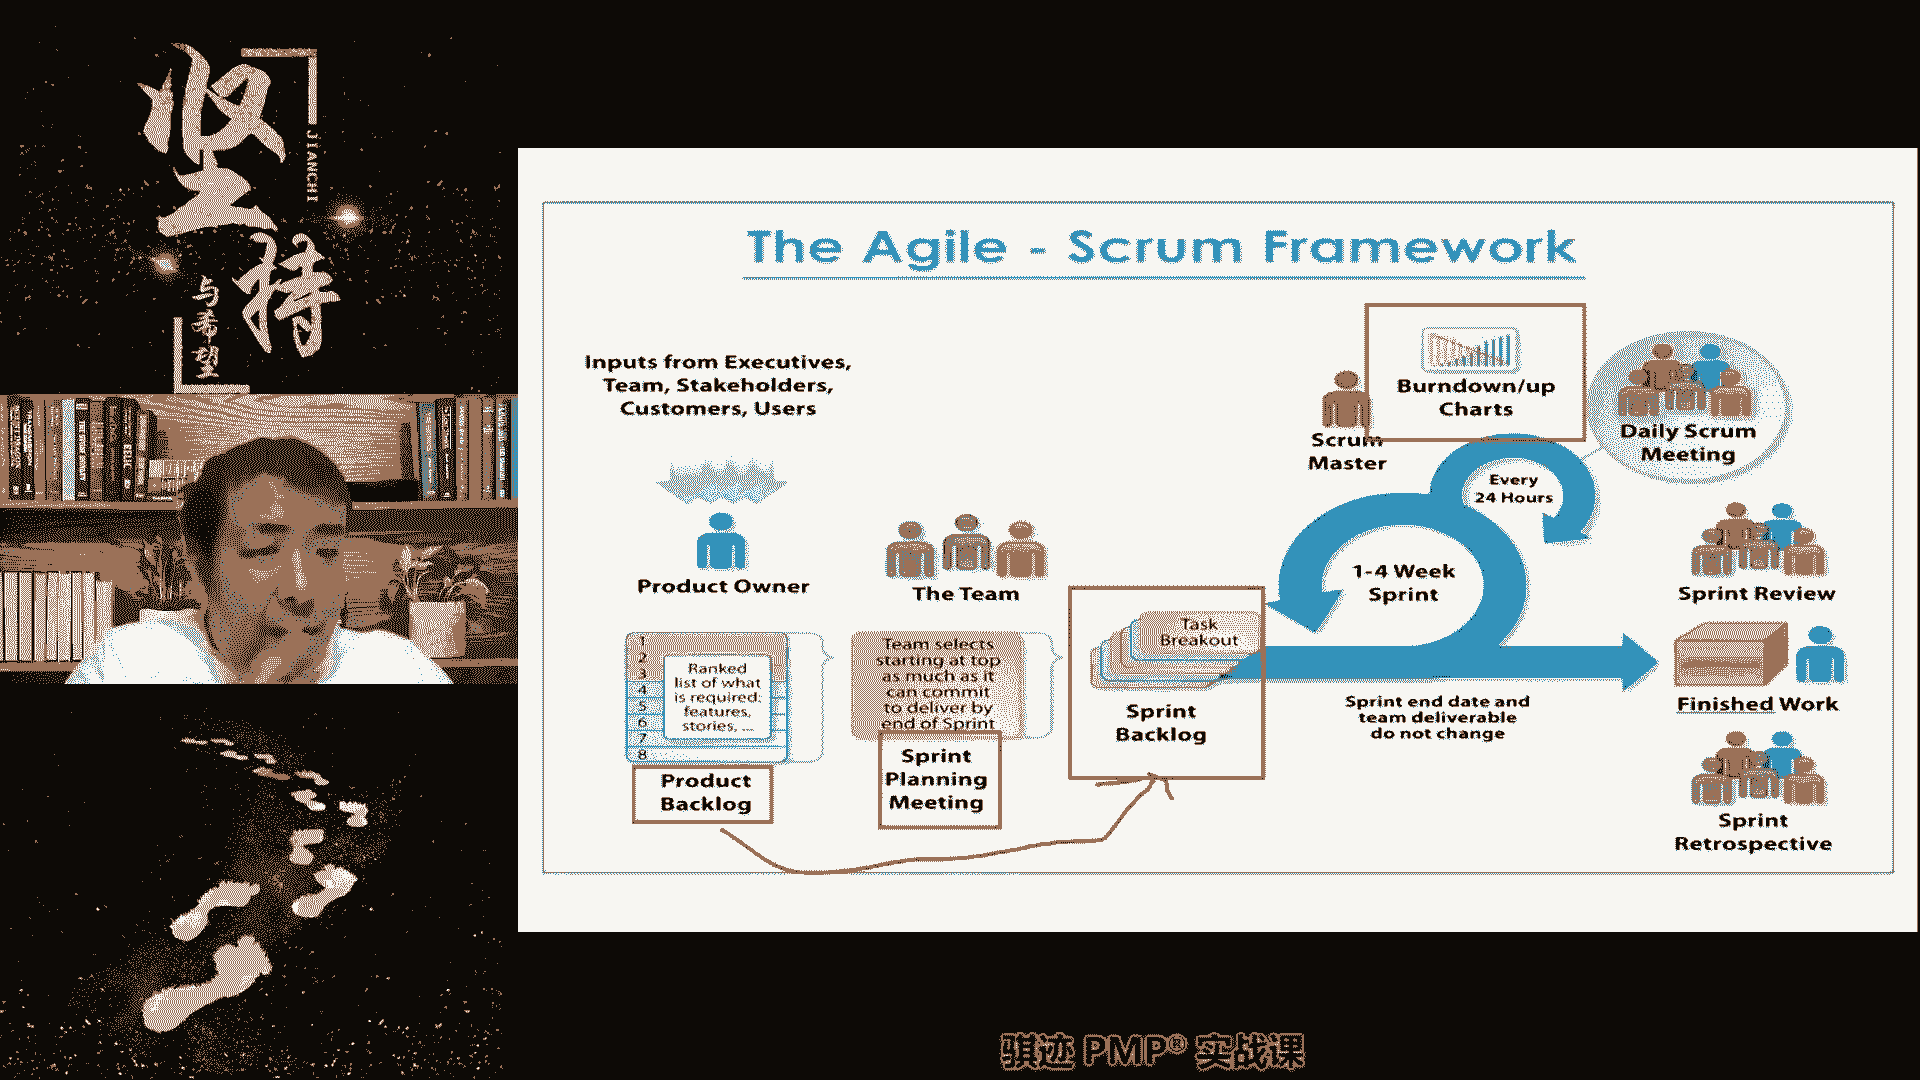 坚
持
JIANCHI
与
希
望
The Agile - Scrum Framework
Inputs from Executives,
Team, Stakeholders,
Customers, Users
Product Owner
The Team
1
2
3
4
5
6
7
8
Ranked
list of what
is required:
features,
stories, ...
Product
Backlog
Team selects
starting at top
as much as it
can commit
to deliver by
end of Sprint
Sprint
Planning
Meeting
Task
Breakout
Sprint
Backlog
Scrum
Master
Burndown/up
Charts
Every
24 Hours
1-4 Week
Sprint
Sprint end date and
team deliverable
do not change
Daily Scrum
Meeting
Sprint Review
Finished Work
Sprint
Retrospective
骐迹 PMP® 实战课